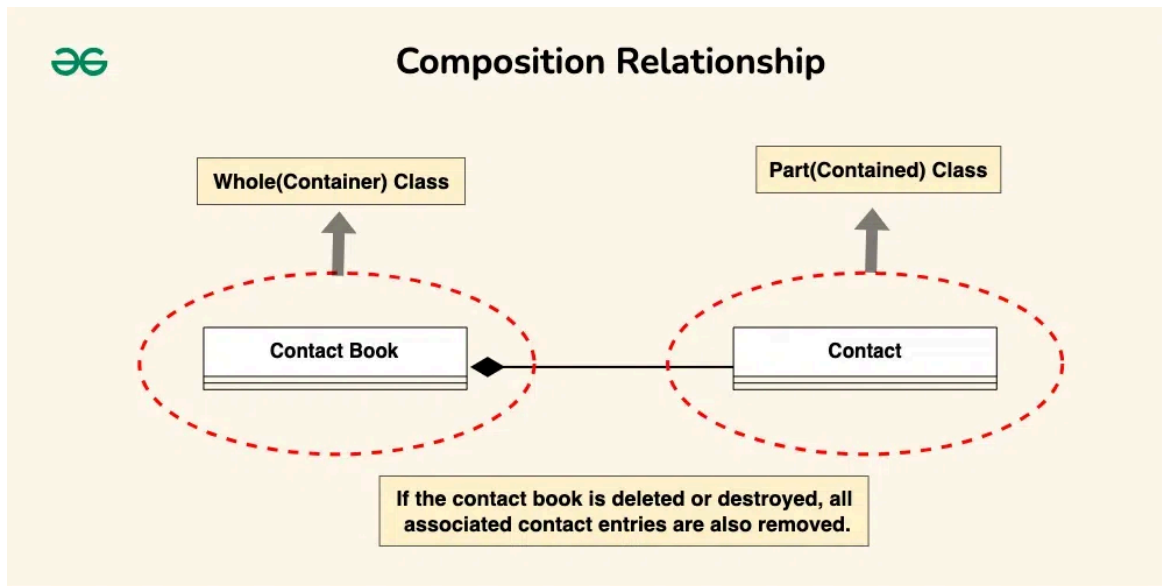 Composition Relationship
Whole(Container) Class
Part(Contained) Class
Contact Book
Contact
If the contact book is deleted or destroyed, all
associated contact entries are also removed.